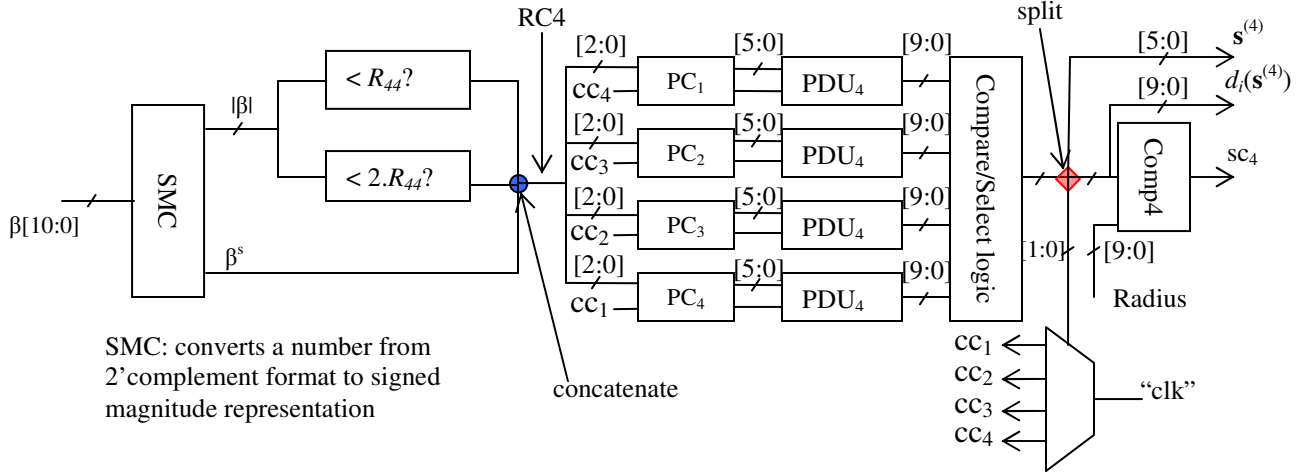 RC4
split
[2:0]
[5:0]
[9:0]
[5:0]
s⁽⁴⁾
< R₄₄?
cc₄
PC₁
PDU₄
[9:0]
dᵢ(s⁽⁴⁾)
|β|
[2:0]
[5:0]
[9:0]
cc₃
PC₂
PDU₄
SMC
< 2.R₄₄?
Compare/Select logic
Comp4
sc₄
β[10:0]
[2:0]
[5:0]
[9:0]
cc₂
PC₃
PDU₄
βˢ
[2:0]
[5:0]
[9:0]
[1:0]
[9:0]
cc₁
PC₄
PDU₄
Radius
SMC: converts a number from
2'complement format to signed
magnitude representation
concatenate
cc₁
cc₂
cc₃
cc₄
“clk”